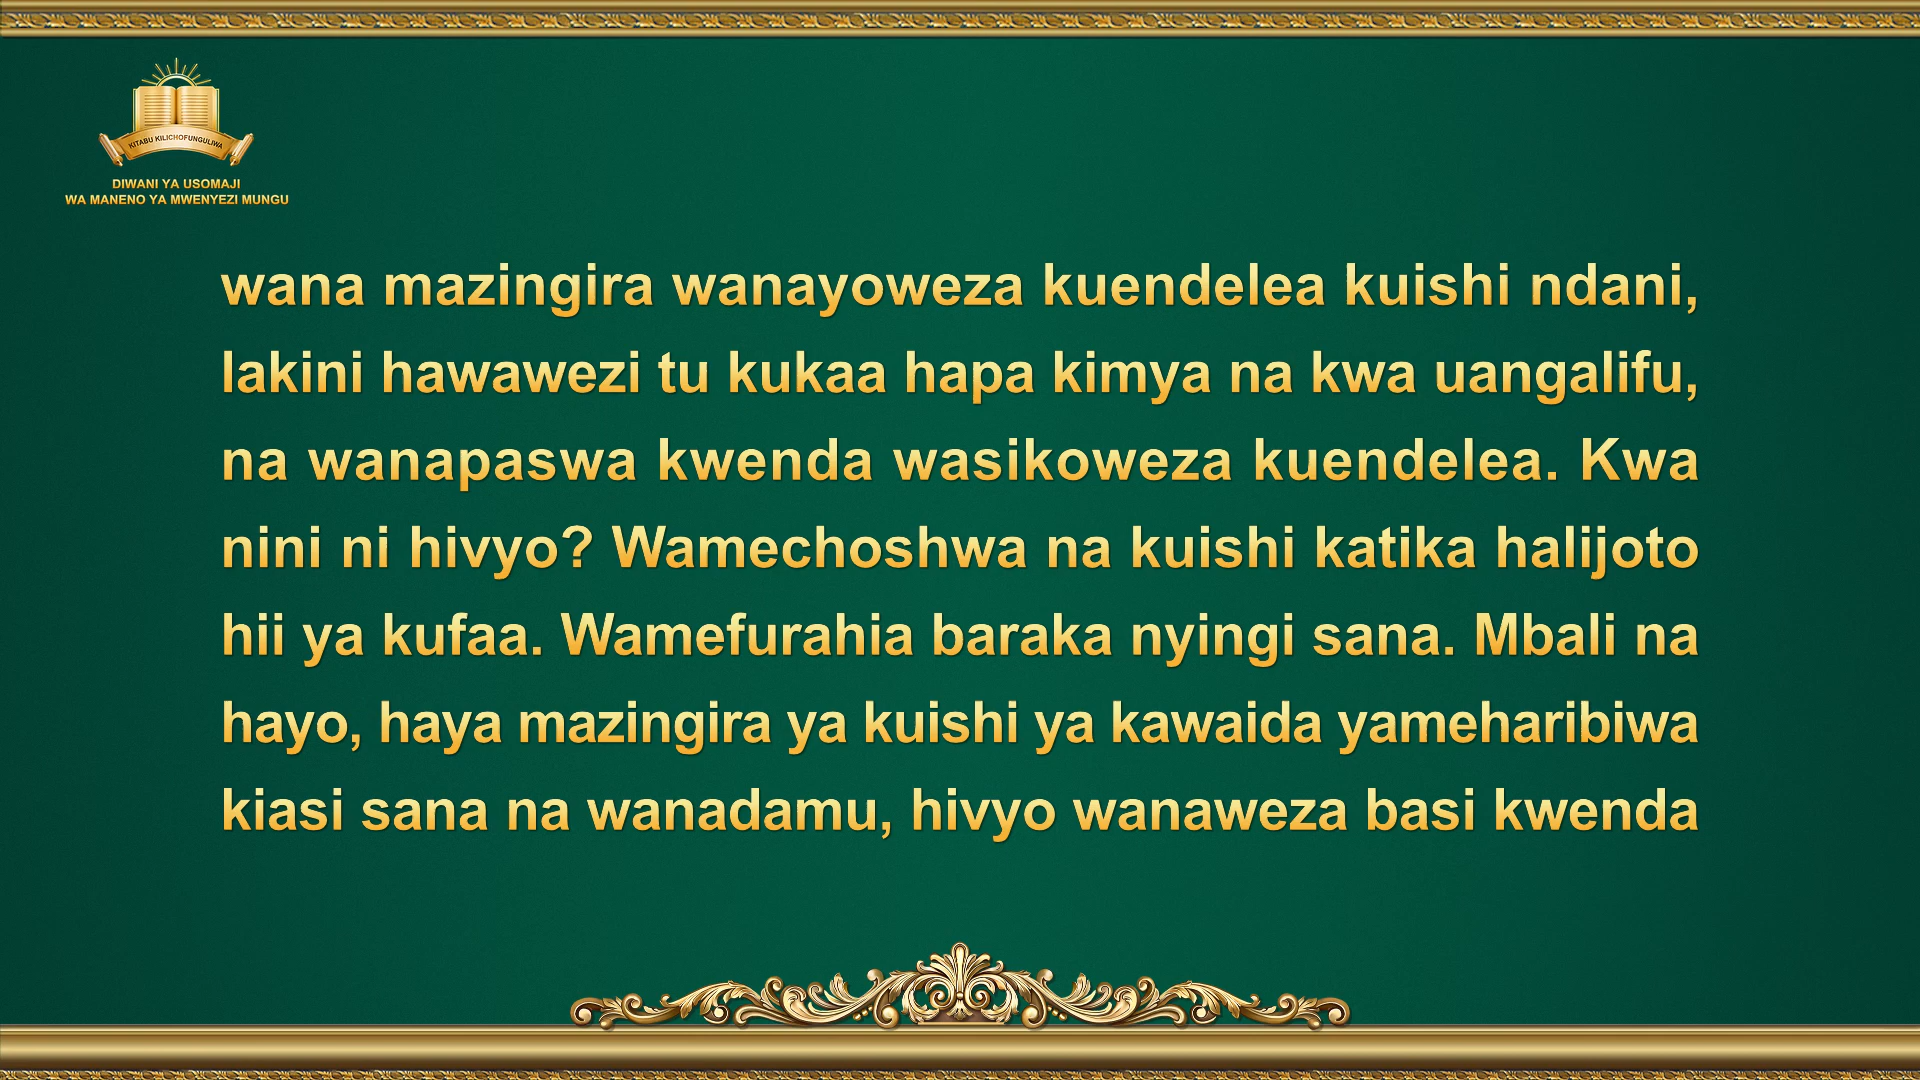 KITABU KILICHOFUNGULIWA
DIWANI YA USOMAJI
WA MANENO YA MWENYEZI MUNGU
wana mazingira wanayoweza kuendelea kuishi ndani,
lakini hawawezi tu kukaa hapa kimya na kwa uangalifu,
na wanapaswa kwenda wasikoweza kuendelea. Kwa
nini ni hivyo? Wamechoshwa na kuishi katika halijoto
hii ya kufaa. Wamefurahia baraka nyingi sana. Mbali na
hayo, haya mazingira ya kuishi ya kawaida yameharibiwa
kiasi sana na wanadamu, hivyo wanaweza basi kwenda